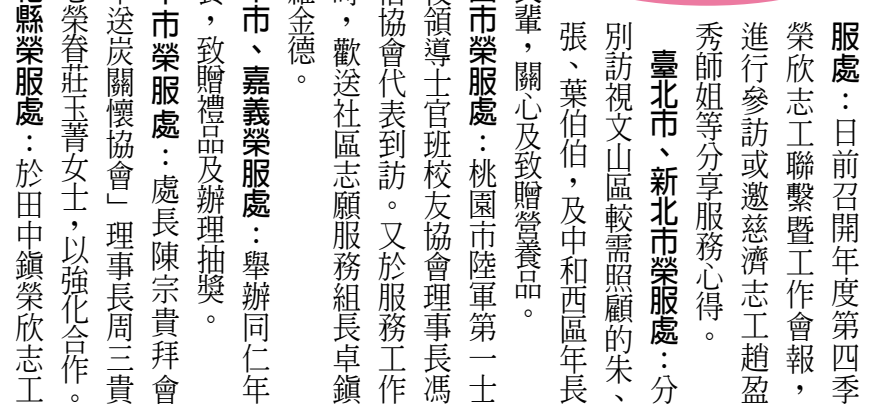 服處：日前召開年度第四季
榮欣志工聯繫暨工作會報，
進行參訪或邀慈濟志工趙盈
秀師姐等分享服務心得。
臺北市、新北市榮服處：分
別訪視文山區較需照顧的朱、
張、葉伯伯，及中和西區年長
輩，關心及致贈營養品。
市榮服處：桃園市陸軍第一士
校領導士官班校友協會理事長馮
協會代表到訪。又於服務工作
，歡送社區志願服務組長卓鎭
金德。
市、嘉義榮服處：舉辦同仁年
，致贈禮品及辦理抽獎。
市榮服處：處長陳宗貴拜會
送炭關懷協會」理事長周三貴
榮眷莊玉菁女士，以強化合作。
縣榮服處：於田中鎭榮欣志工